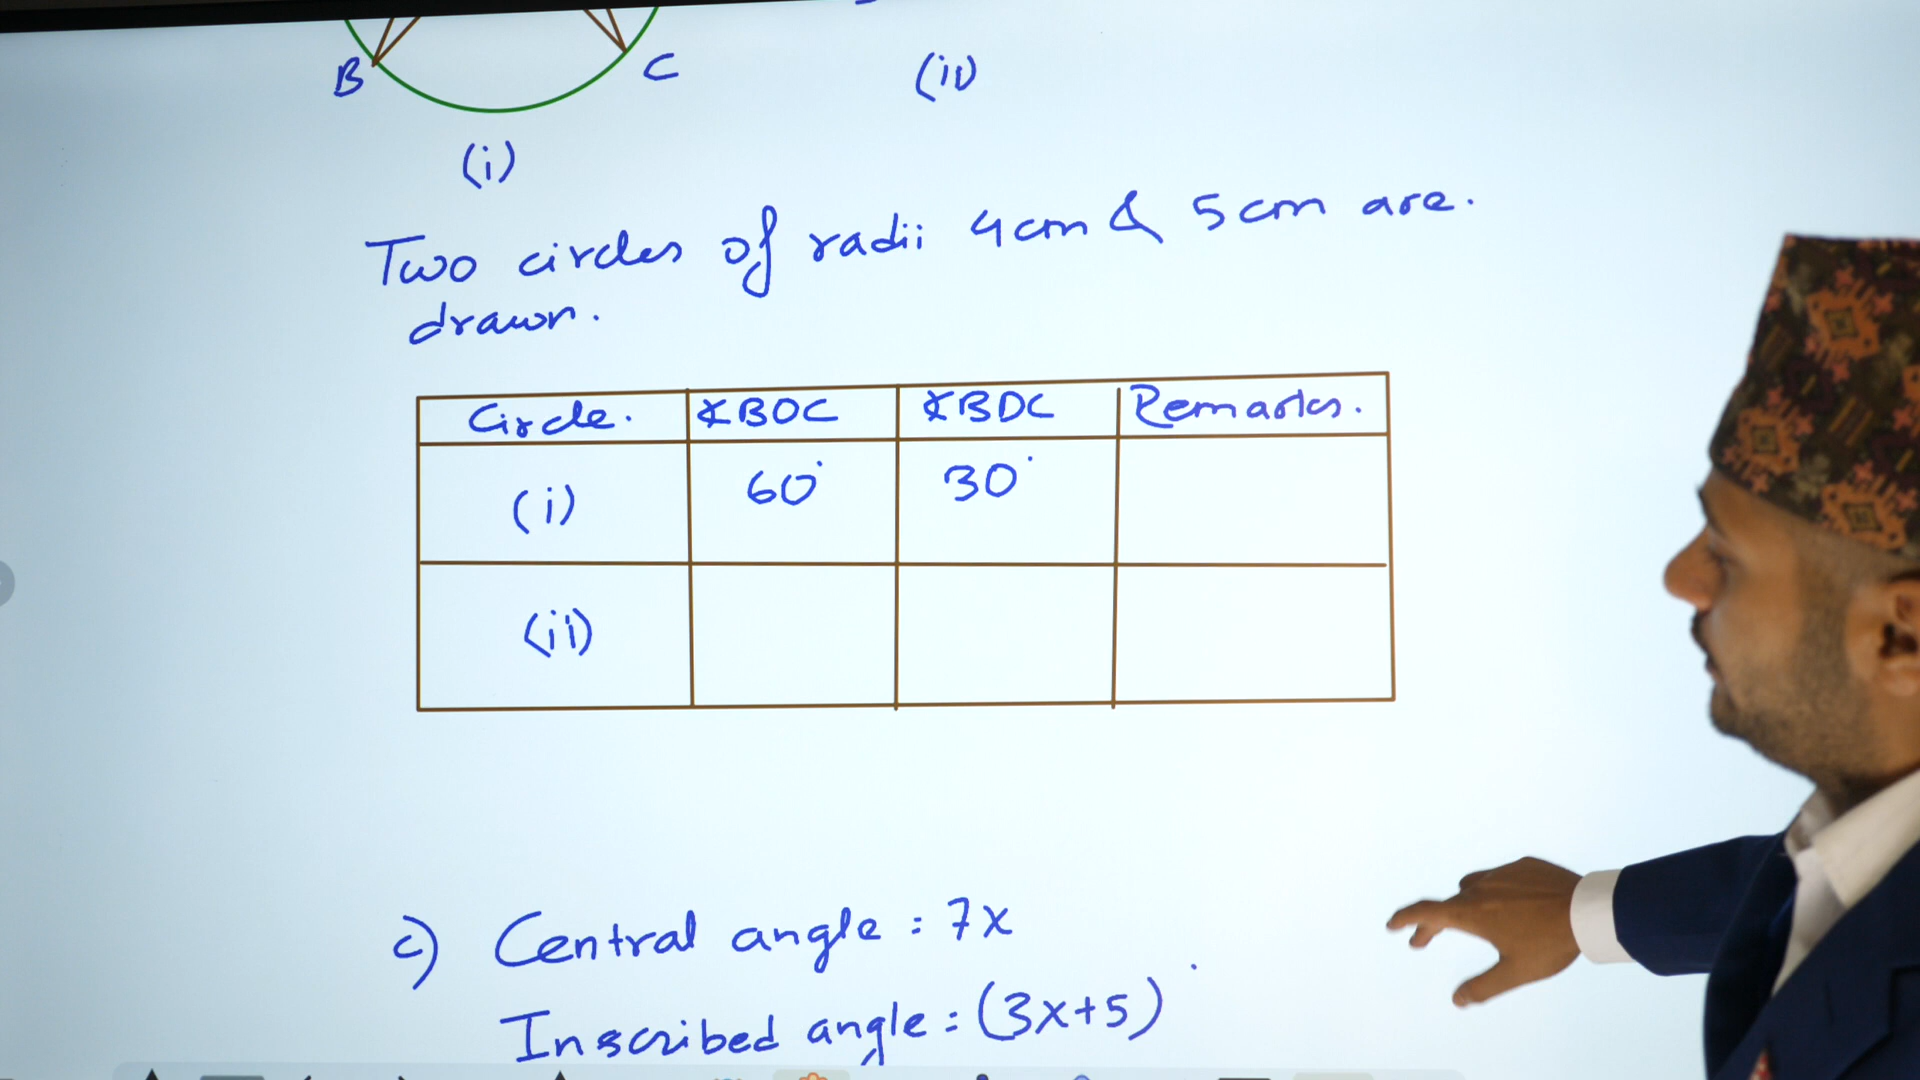 B
C
(ii)
(i)
Two circles of radii 4cm & 5cm are.
drawn.
Circle. ∡BOC ∡BDC Remarks.
(i) 60° 30°
(ii)
c) Central angle : 7x
Inscribed angle = (3x+5)°